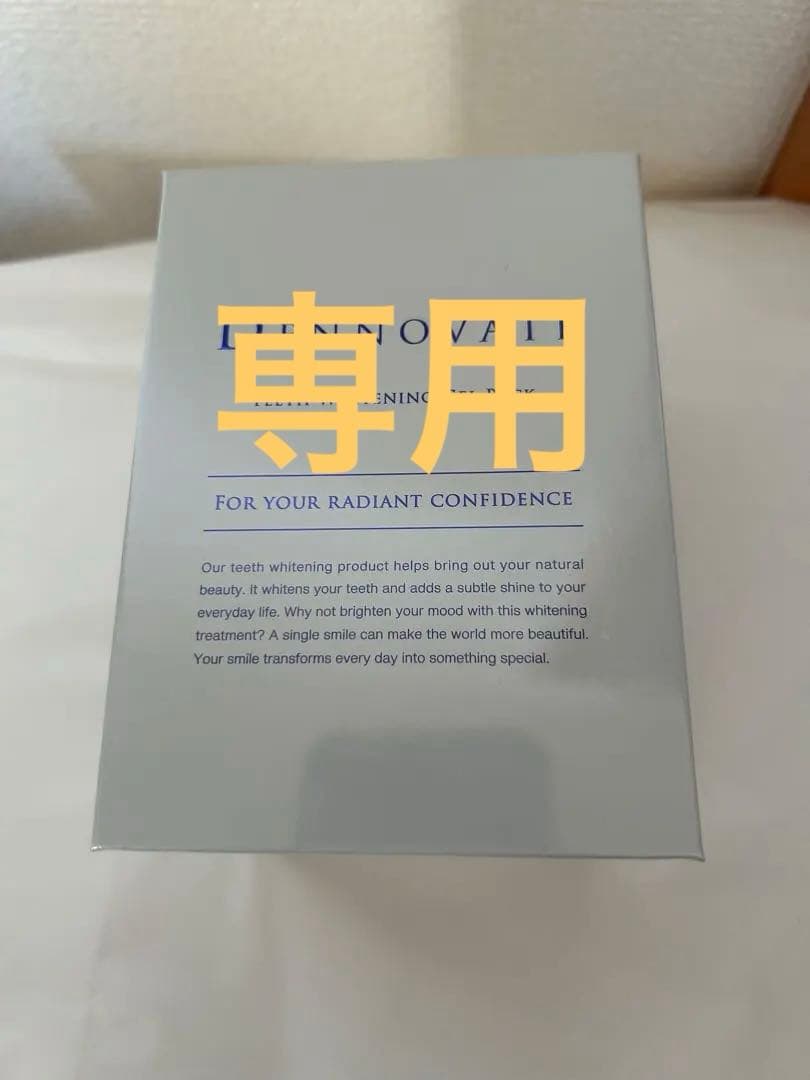 専用
FOR YOUR RADIANT CONFIDENCE
Our teeth whitening product helps bring out your natural
beauty. It whitens your teeth and adds a subtle shine to your
everyday life. Why not brighten your mood with this whitening
treatment? A single smile can make the world more beautiful.
Your smile transforms every day into something special.